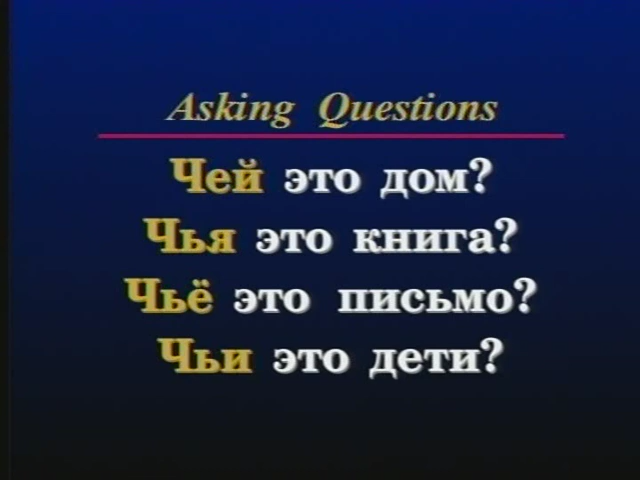 Asking Questions
Чей это дом?
Чья это книга?
Чьё это письмо?
Чьи это дети?